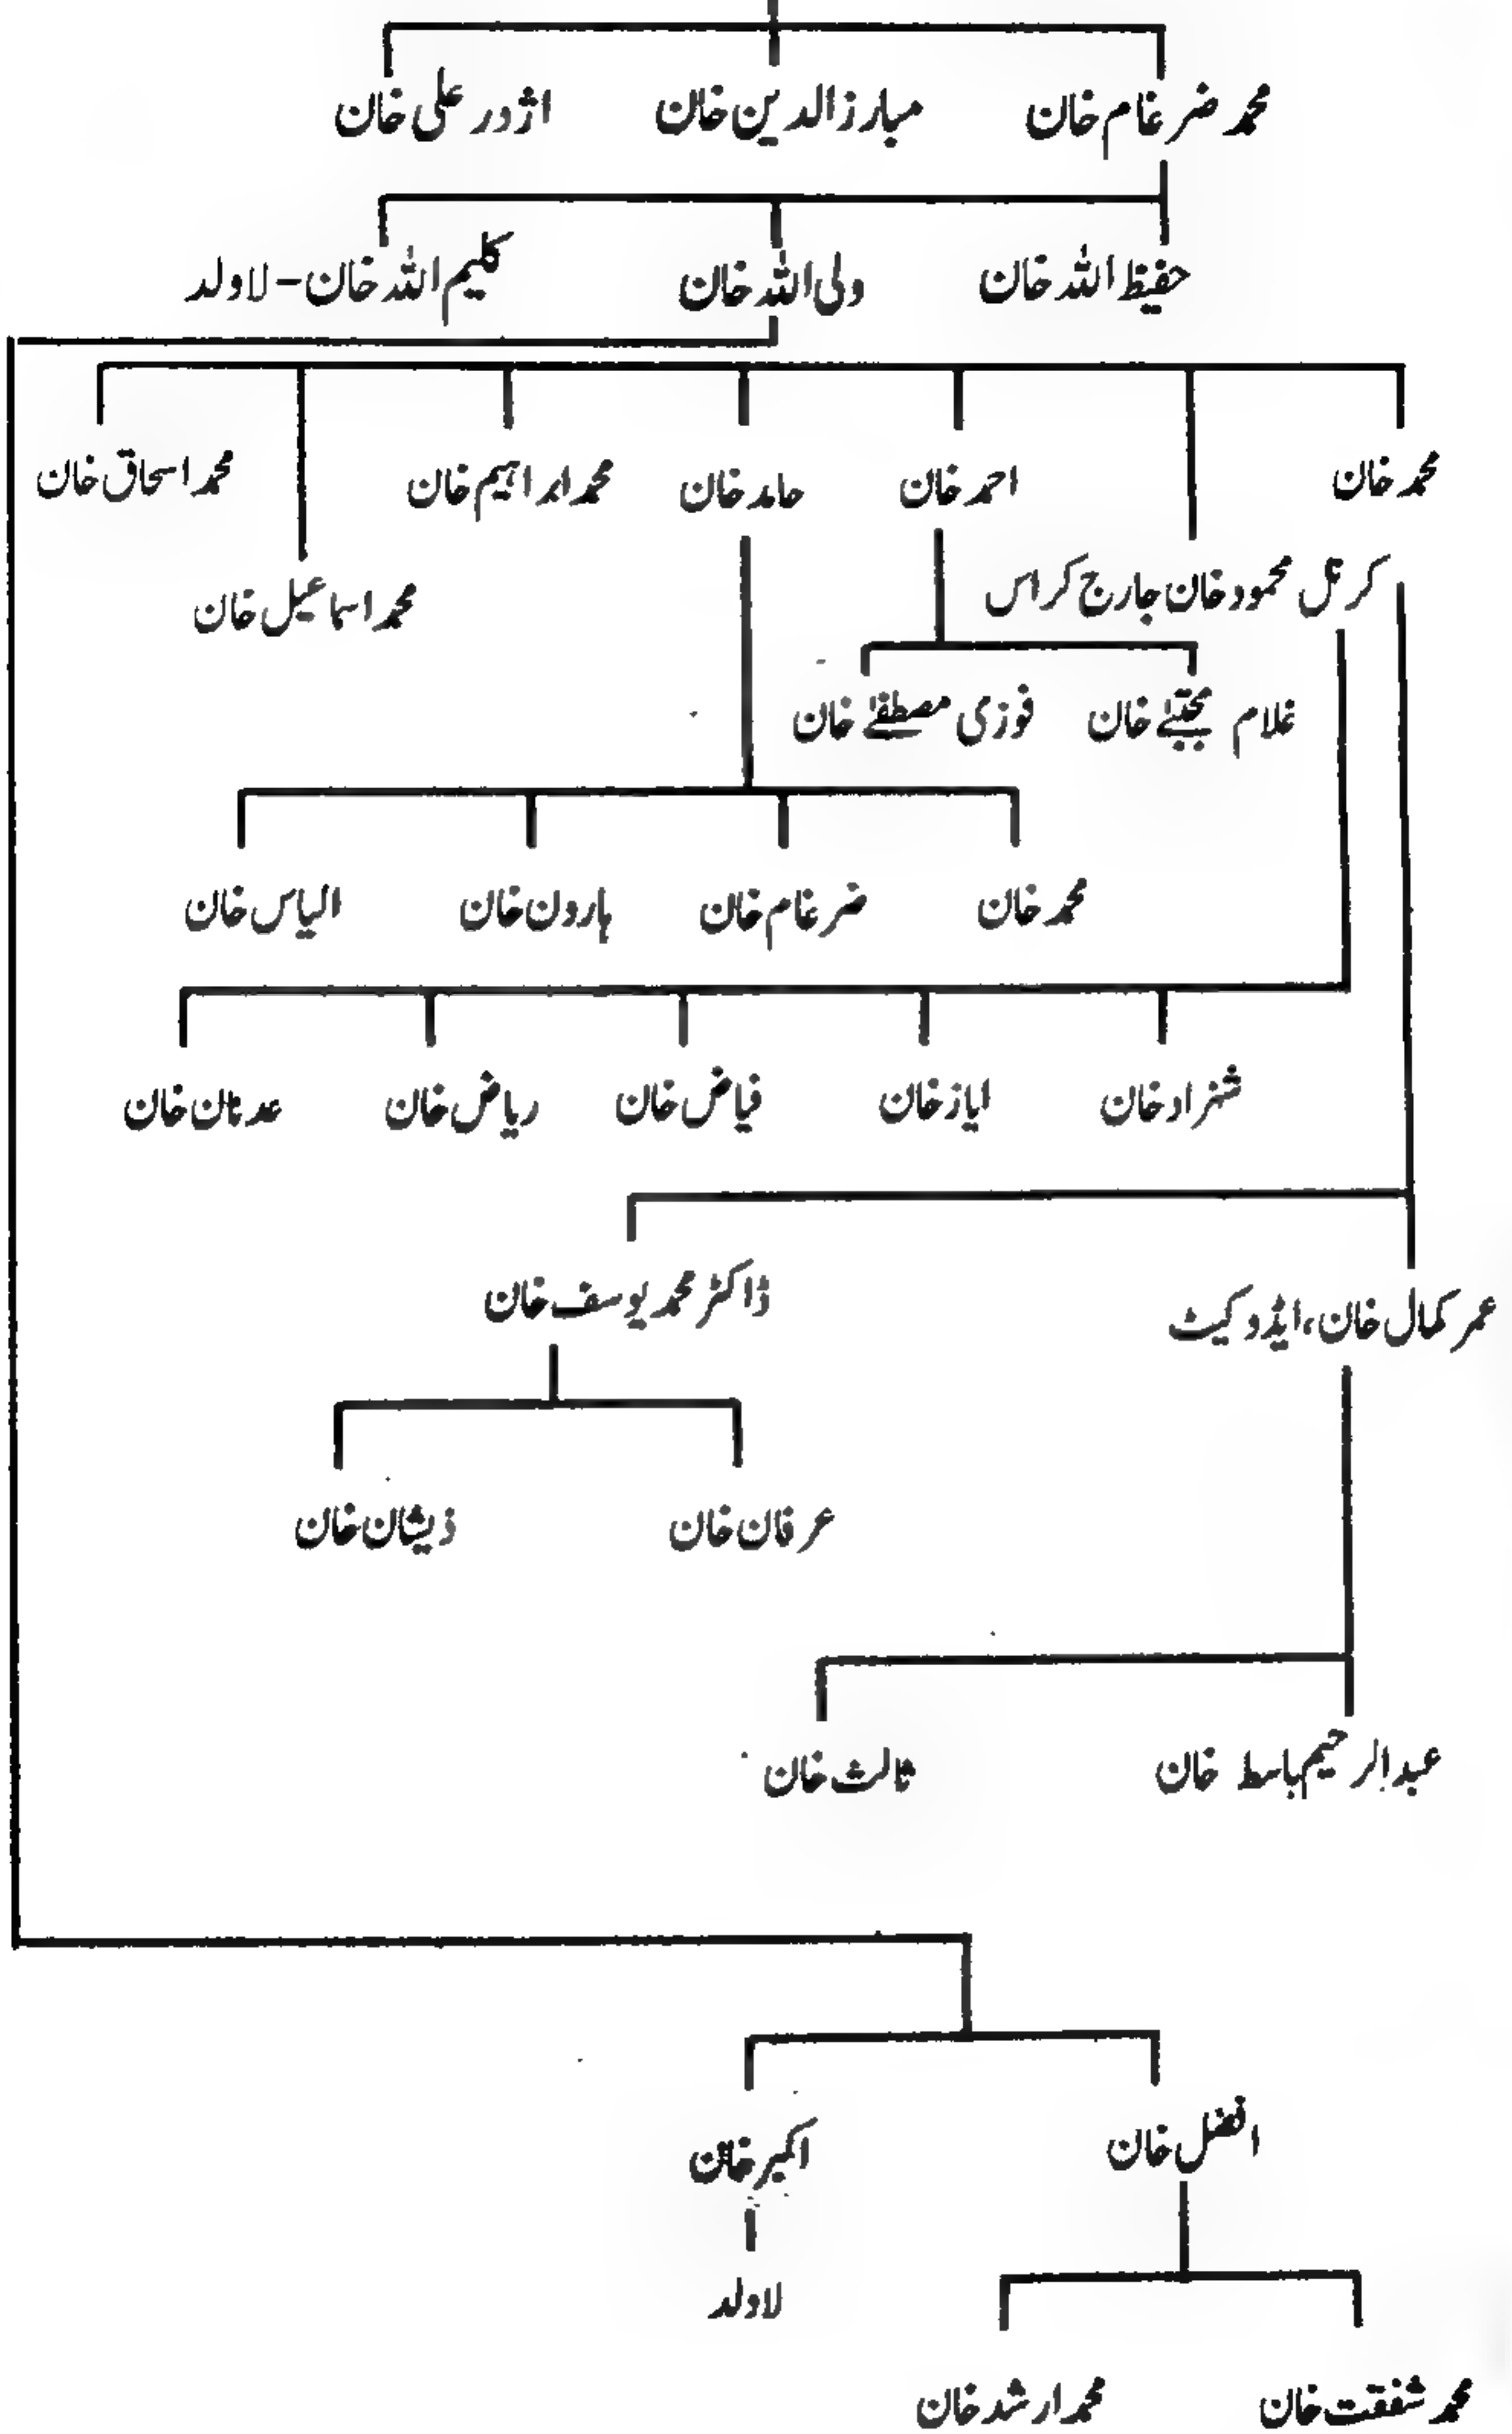 محمد ضرغام خان مبارز الدین خان اژدر علی خان
حفیظ اللہ خان ولی اللہ خان کلیم اللہ خان - لاولد
محمد خان احمد خان حامد خان محمد ابراہیم خان محمد اسحاق خان
کرنل محمود خان جارج کراس محمد اسماعیل خان
غلام مجتبےٰ خان فوزی مصطفےٰ خان
محمد خان ضرغام خان ہارون خان الیاس خان
شہزاد خان ایاز خان فیاض خان ریاض خان عدنان خان
عمر کمال خان، ایڈوکیٹ ڈاکٹر محمد یوسف خان
عرفان خان ذیشان خان
عبدالرحیم باسط خان ثالث خان
افضل خان اکبر خان
لاولد
محمد شفقت خان محمد ارشد خان